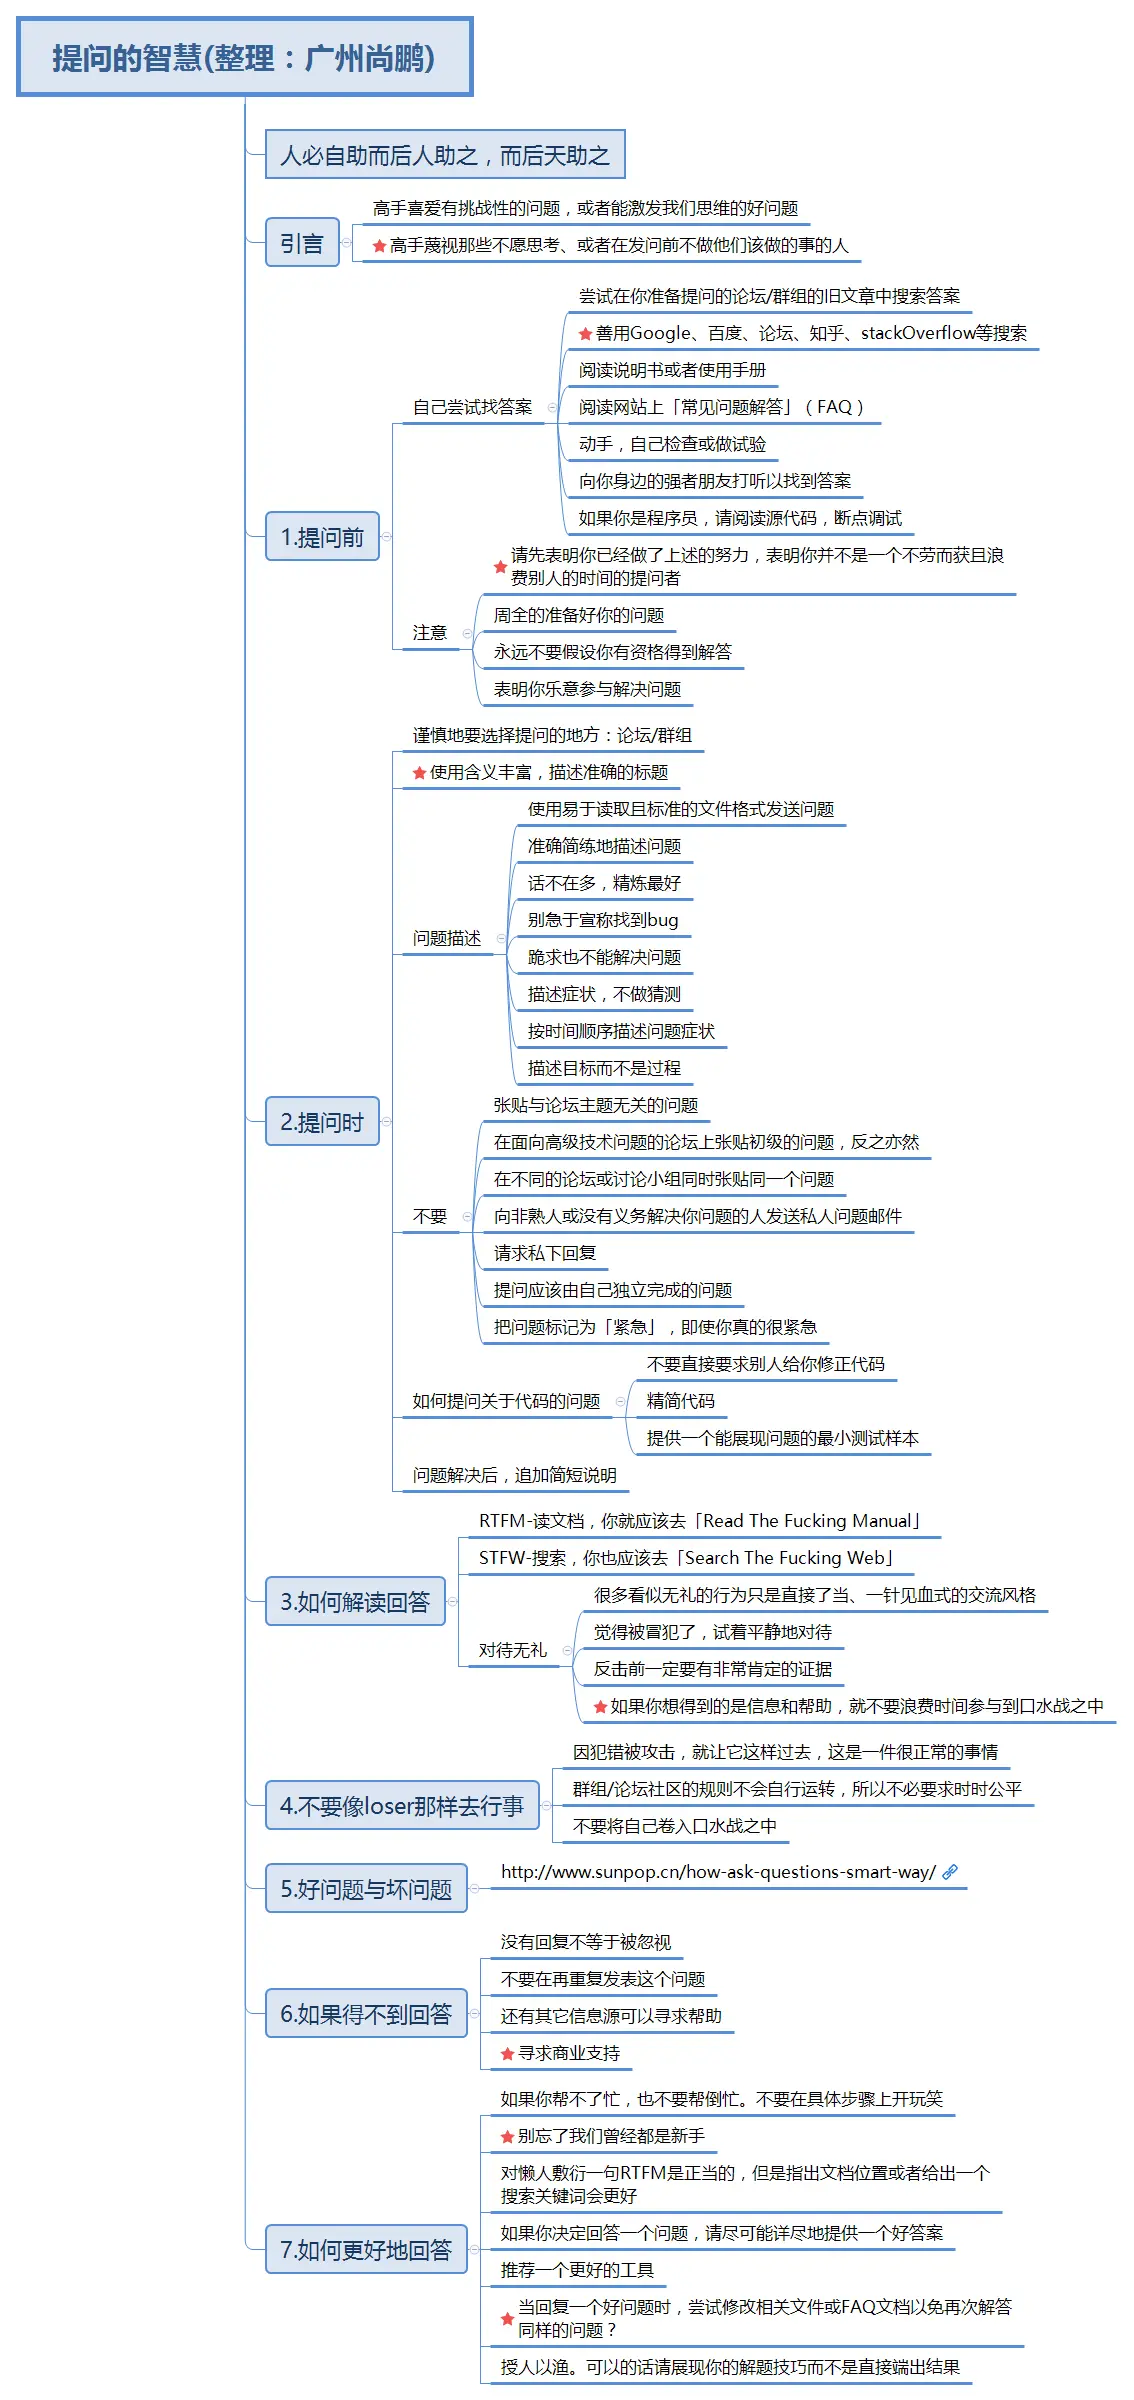 提问的智慧(整理：广州尚鹏)
人必自助而后人助之，而后天助之
引言
高手喜爱有挑战性的问题，或者能激发我们思维的好问题
高手蔑视那些不愿思考、或者在发问前不做他们该做的事的人
1.提问前
自己尝试找答案
尝试在你准备提问的论坛/群组的旧文章中搜索答案
善用Google、百度、论坛、知乎、stackOverflow等搜索
阅读说明书或者使用手册
阅读网站上「常见问题解答」（FAQ）
动手，自己检查或做试验
向你身边的强者朋友打听以找到答案
如果你是程序员，请阅读源代码，断点调试
注意
请先表明你已经做了上述的努力，表明你并不是一个不劳而获且浪
费别人的时间的提问者
周全的准备好你的问题
永远不要假设你有资格得到解答
表明你乐意参与解决问题
2.提问时
谨慎地要选择提问的地方：论坛/群组
使用含义丰富，描述准确的标题
问题描述
使用易于读取且标准的文件格式发送问题
准确简练地描述问题
话不在多，精炼最好
别急于宣称找到bug
跪求也不能解决问题
描述症状，不做猜测
按时间顺序描述问题症状
描述目标而不是过程
不要
张贴与论坛主题无关的问题
在面向高级技术问题的论坛上张贴初级的问题，反之亦然
在不同的论坛或讨论小组同时张贴同一个问题
向非熟人或没有义务解决你问题的人发送私人问题邮件
请求私下回复
提问应该由自己独立完成的问题
把问题标记为「紧急」，即使你真的很紧急
如何提问关于代码的问题
不要直接要求别人给你修正代码
精简代码
提供一个能展现问题的最小测试样本
问题解决后，追加简短说明
3.如何解读回答
RTFM-读文档，你就应该去「Read The Fucking Manual」
STFW-搜索，你也应该去「Search The Fucking Web」
对待无礼
很多看似无礼的行为只是直接了当、一针见血式的交流风格
觉得被冒犯了，试着平静地对待
反击前一定要有非常肯定的证据
如果你想得到的是信息和帮助，就不要浪费时间参与到口水战之中
4.不要像loser那样去行事
因犯错被攻击，就让它这样过去，这是一件很正常的事情
群组/论坛社区的规则不会自行运转，所以不必要求时时公平
不要将自己卷入口水战之中
5.好问题与坏问题
http://www.sunpop.cn/how-ask-questions-smart-way/
6.如果得不到回答
没有回复不等于被忽视
不要在再重复发表这个问题
还有其它信息源可以寻求帮助
寻求商业支持
7.如何更好地回答
如果你帮不了忙，也不要帮倒忙。不要在具体步骤上开玩笑
别忘了我们曾经都是新手
对懒人敷衍一句RTFM是正当的，但是指出文档位置或者给出一个
搜索关键词会更好
如果你决定回答一个问题，请尽可能详尽地提供一个好答案
推荐一个更好的工具
当回复一个好问题时，尝试修改相关文件或FAQ文档以免再次解答
同样的问题？
授人以渔。可以的话请展现你的解题技巧而不是直接端出结果